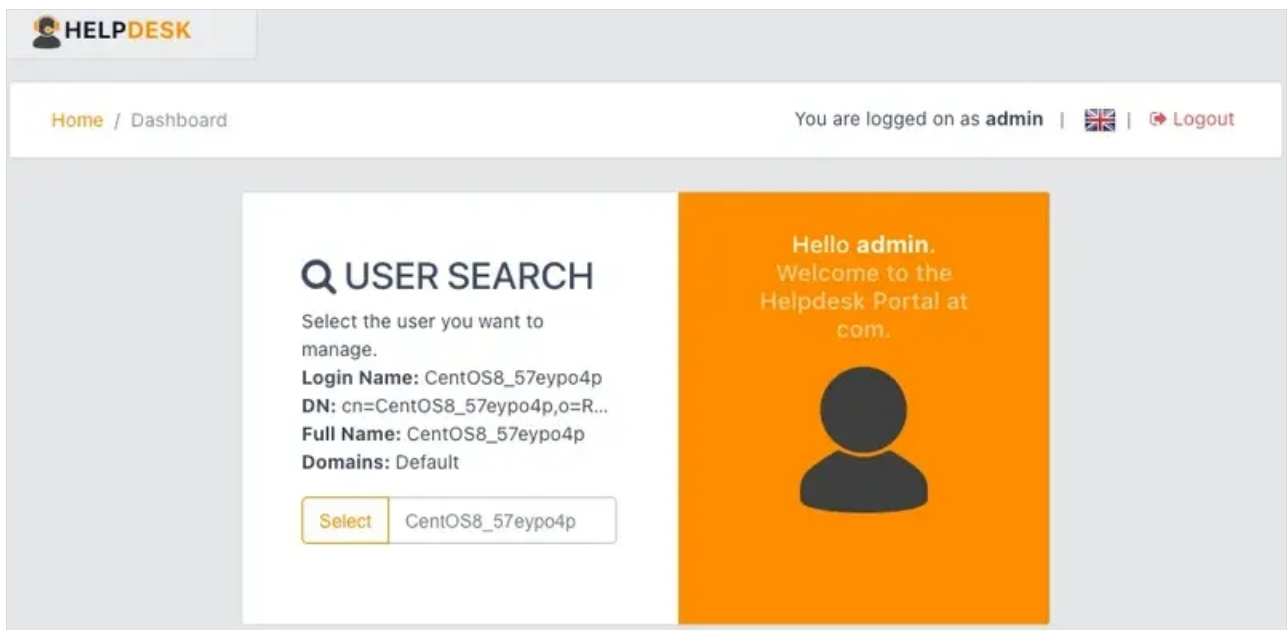 HELPDESK
Home / Dashboard
You are logged on as admin | | Logout
USER SEARCH
Select the user you want to
manage.
Login Name: CentOS8_57eypo4p
DN: cn=CentOS8_57eypo4p,o=R...
Full Name: CentOS8_57eypo4p
Domains: Default
Select CentOS8_57eypo4p
Hello admin.
Welcome to the
Helpdesk Portal at
com.